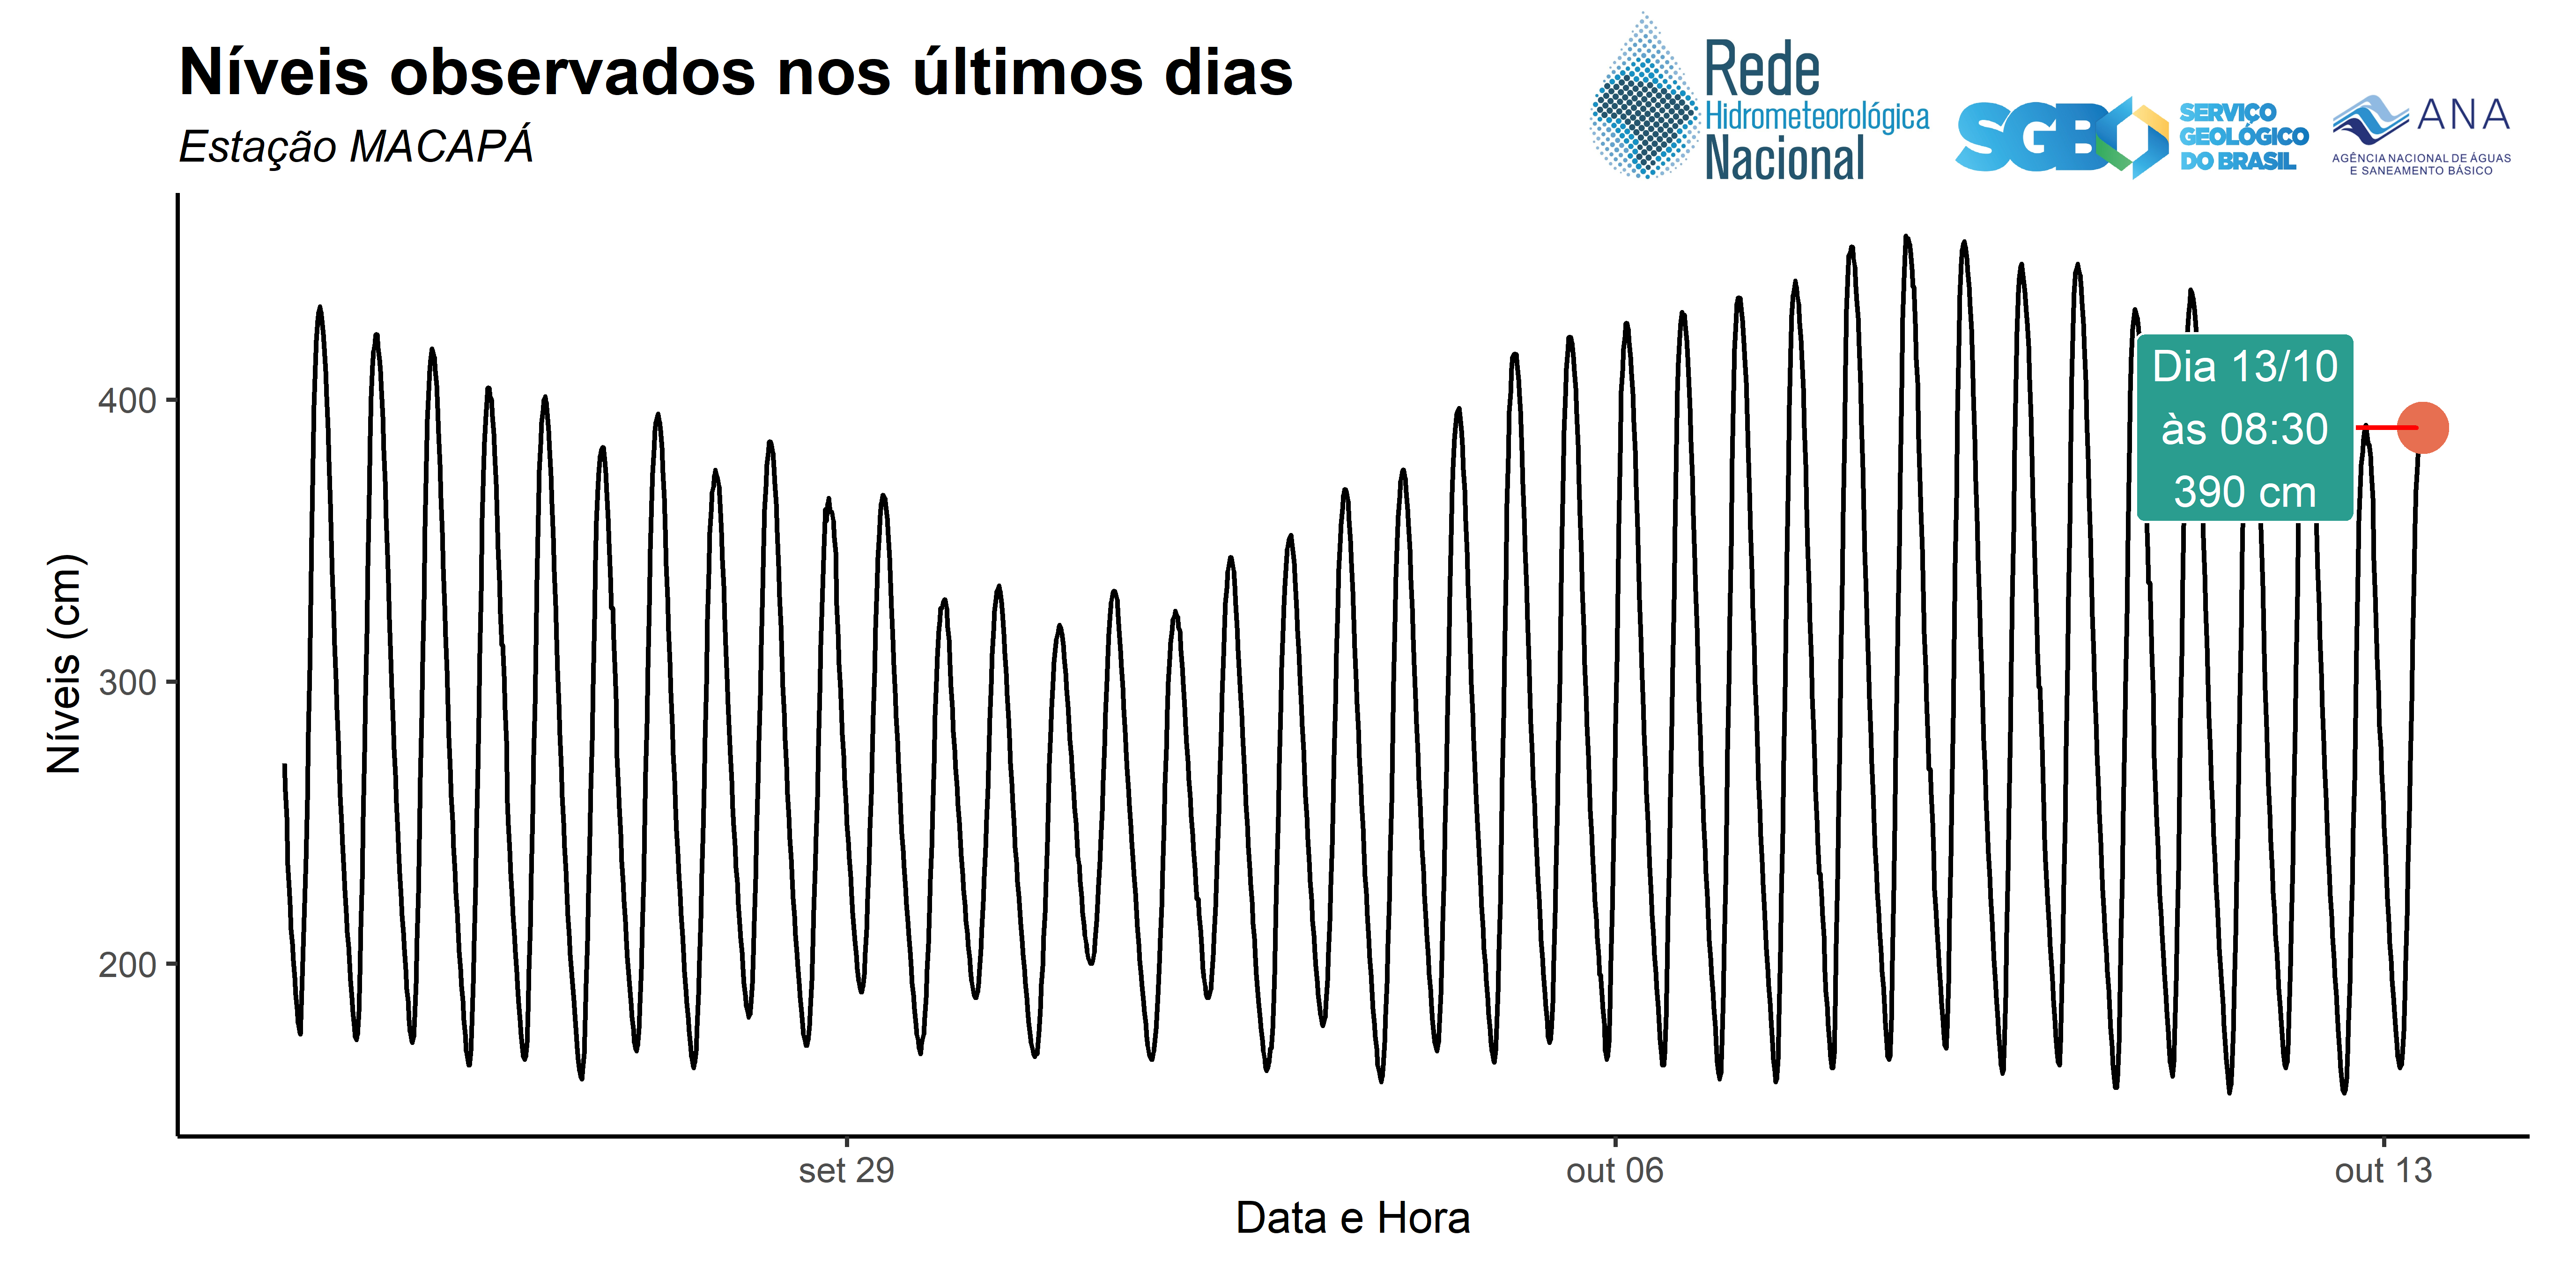 Níveis observados nos últimos dias
Estação MACAPÁ
Rede
Hidrometeorológica
Nacional
SGB
SERVIÇO
GEOLÓGICO
DO BRASIL
ANA
AGÊNCIA NACIONAL DE ÁGUAS
E SANEAMENTO BÁSICO
Níveis (cm)
400
300
200
Dia 13/10
às 08:30
390 cm
set 29
out 06
out 13
Data e Hora